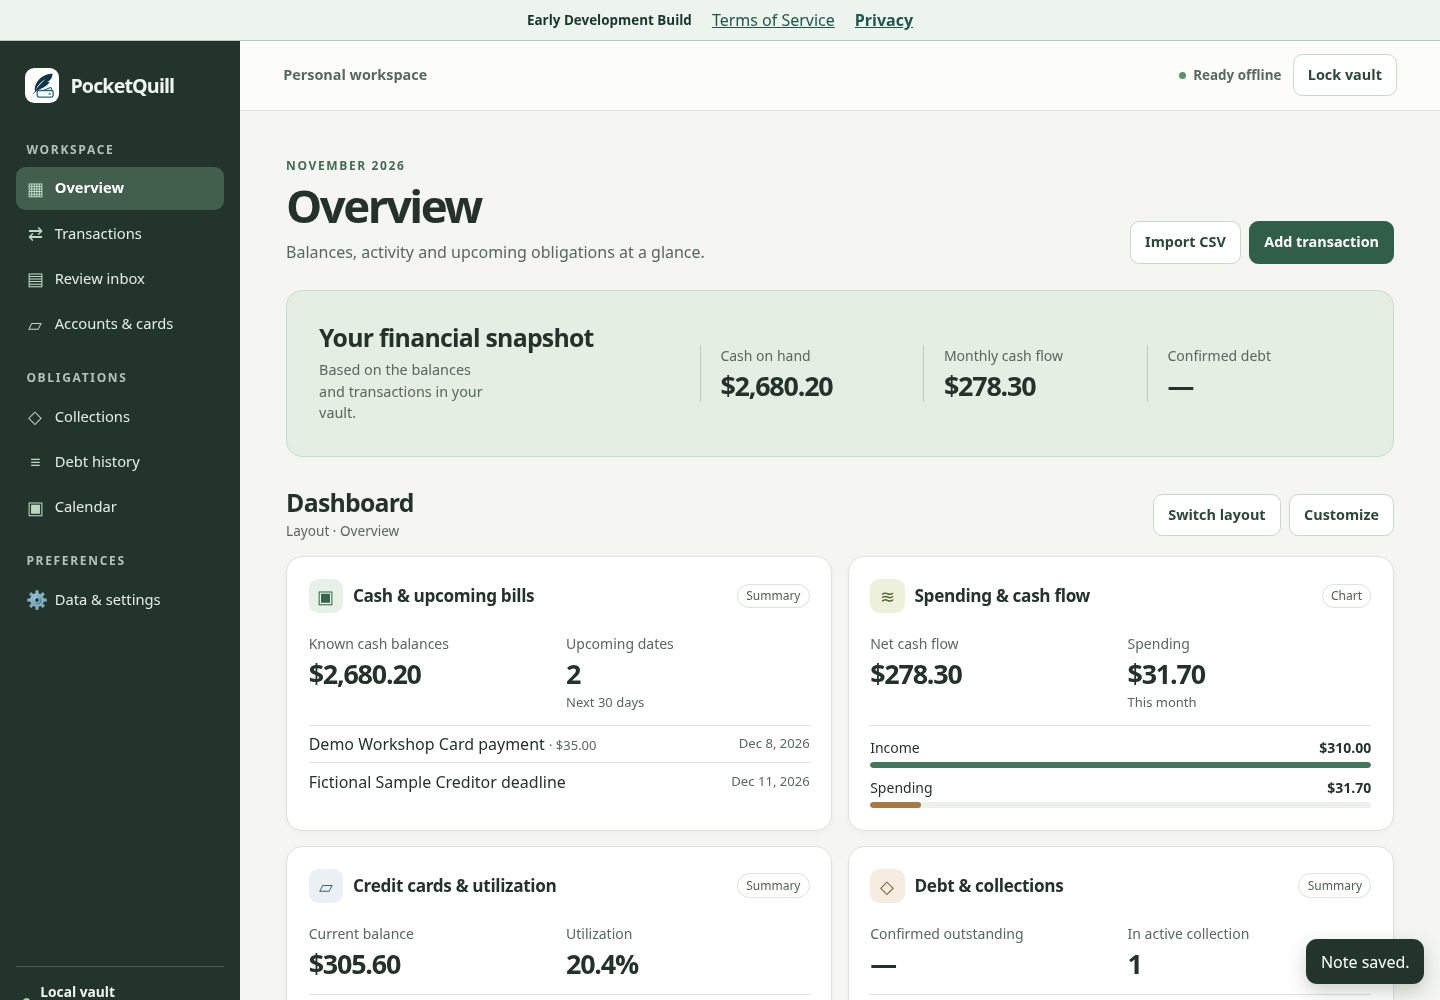 Early Development Build Terms of Service Privacy
PocketQuill
Personal workspace
Ready offline
Lock vault
WORKSPACE
Overview
Transactions
Review inbox
Accounts & cards
OBLIGATIONS
Collections
Debt history
Calendar
PREFERENCES
Data & settings
Local vault
NOVEMBER 2026
Overview
Balances, activity and upcoming obligations at a glance.
Import CSV
Add transaction
Your financial snapshot
Based on the balances
and transactions in your
vault.
Cash on hand
$2,680.20
Monthly cash flow
$278.30
Confirmed debt
—
Dashboard
Layout · Overview
Switch layout
Customize
Cash & upcoming bills
Summary
Known cash balances
$2,680.20
Upcoming dates
2
Next 30 days
Demo Workshop Card payment · $35.00 Dec 8, 2026
Fictional Sample Creditor deadline Dec 11, 2026
Spending & cash flow
Chart
Net cash flow
$278.30
Spending
$31.70
This month
Income $310.00
Spending $31.70
Credit cards & utilization
Summary
Current balance
$305.60
Utilization
20.4%
Debt & collections
Summary
Confirmed outstanding
—
In active collection
1
Note saved.